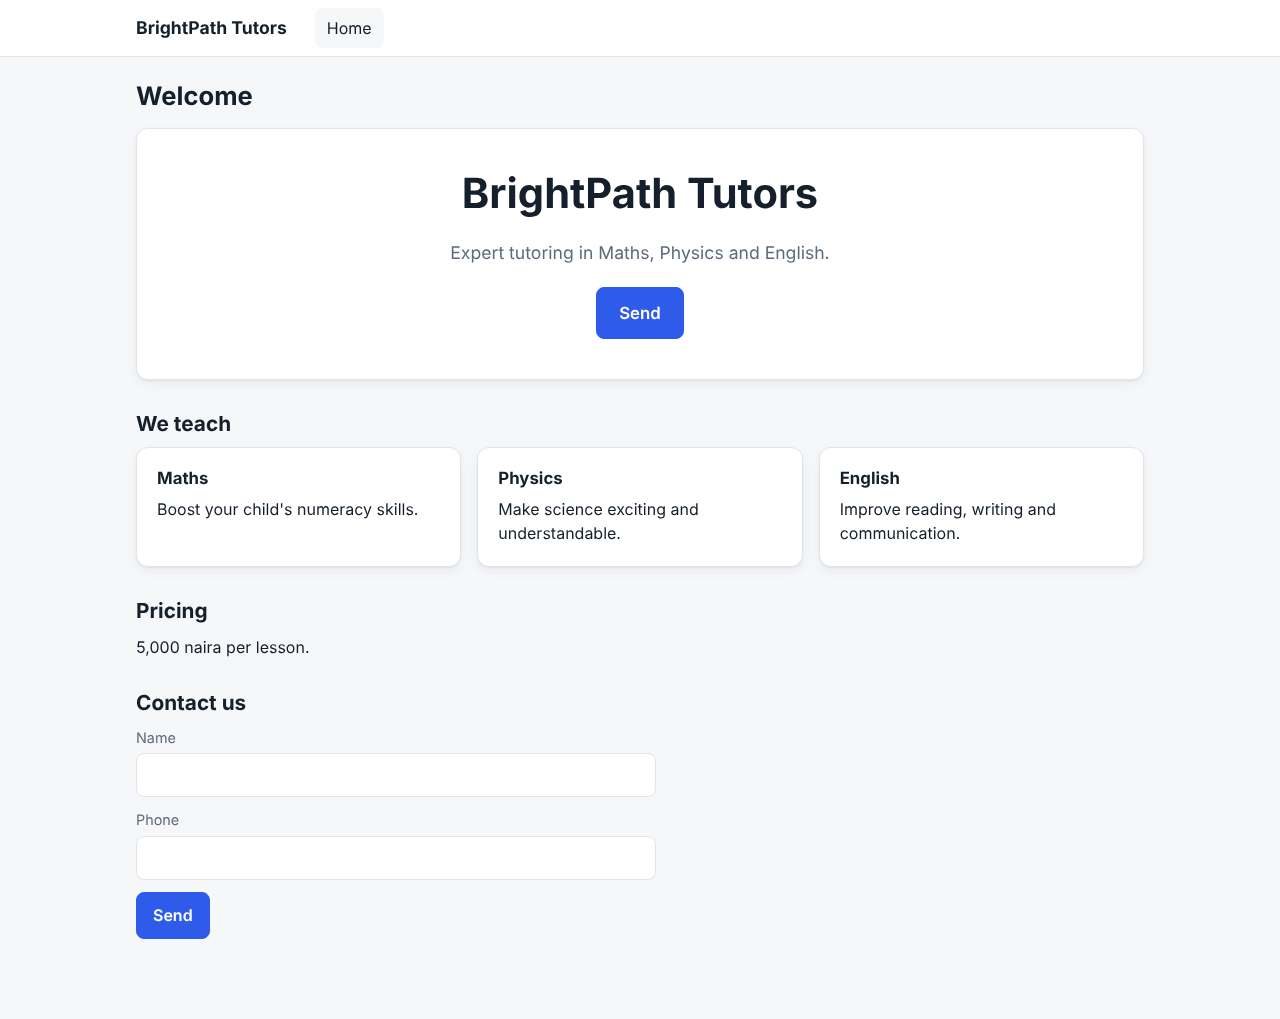 BrightPath Tutors
Home
Welcome
BrightPath Tutors
Expert tutoring in Maths, Physics and English.
Send
We teach
Maths
Boost your child's numeracy skills.
Physics
Make science exciting and
understandable.
English
Improve reading, writing and
communication.
Pricing
5,000 naira per lesson.
Contact us
Name
Phone
Send